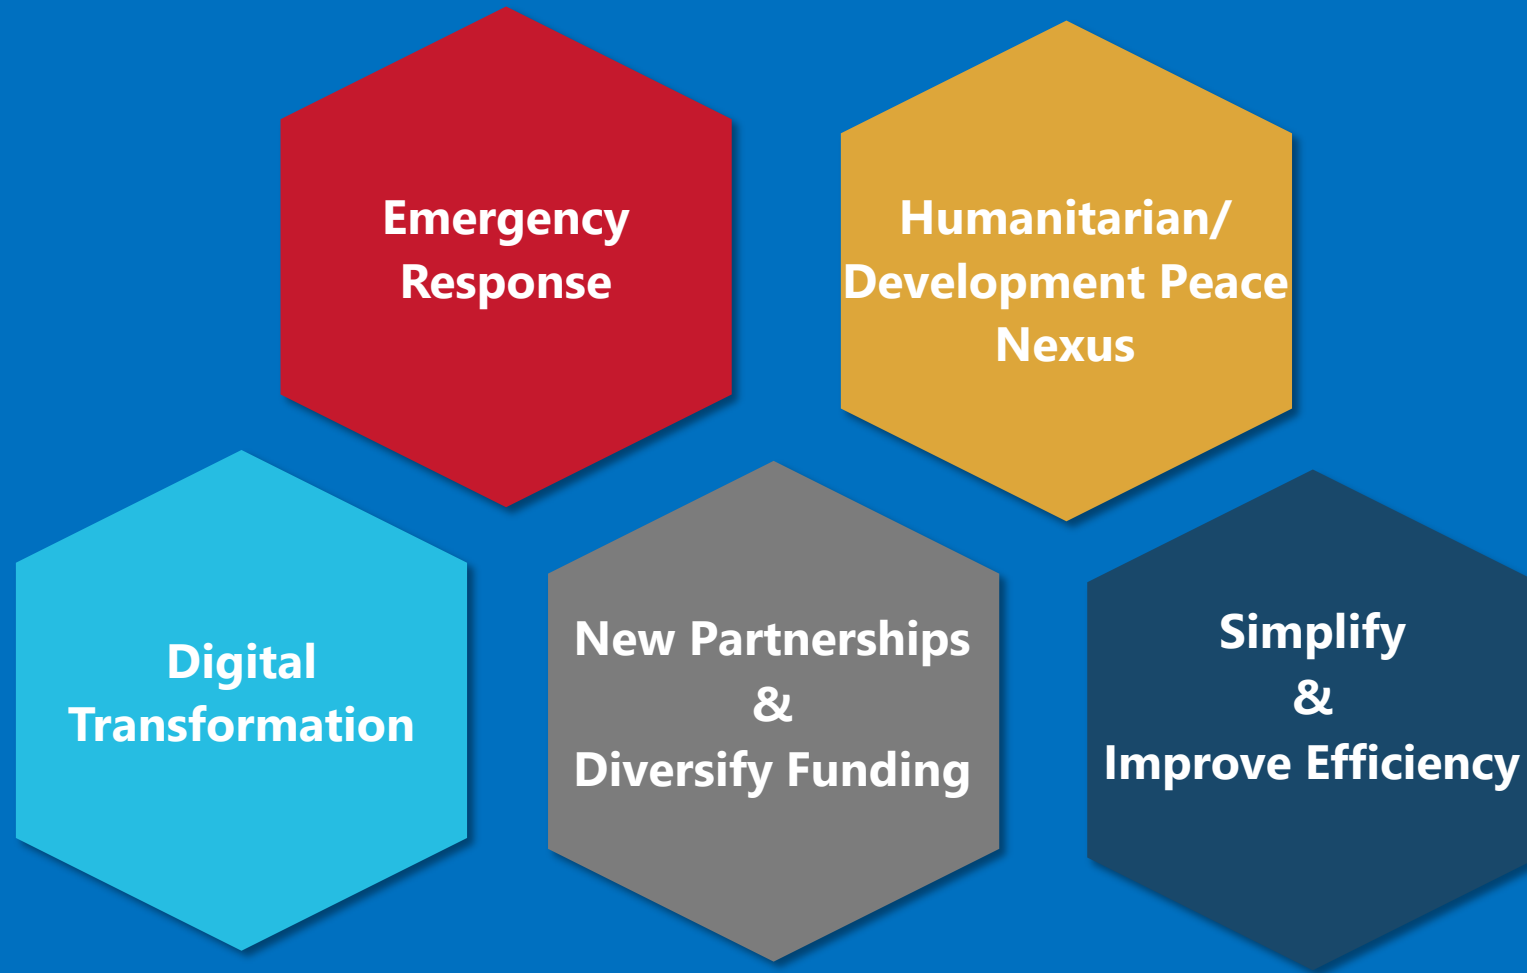 Emergency
Response
Humanitarian/
Development Peace
Nexus
Digital
Transformation
New Partnerships
&
Diversify Funding
Simplify
&
Improve Efficiency